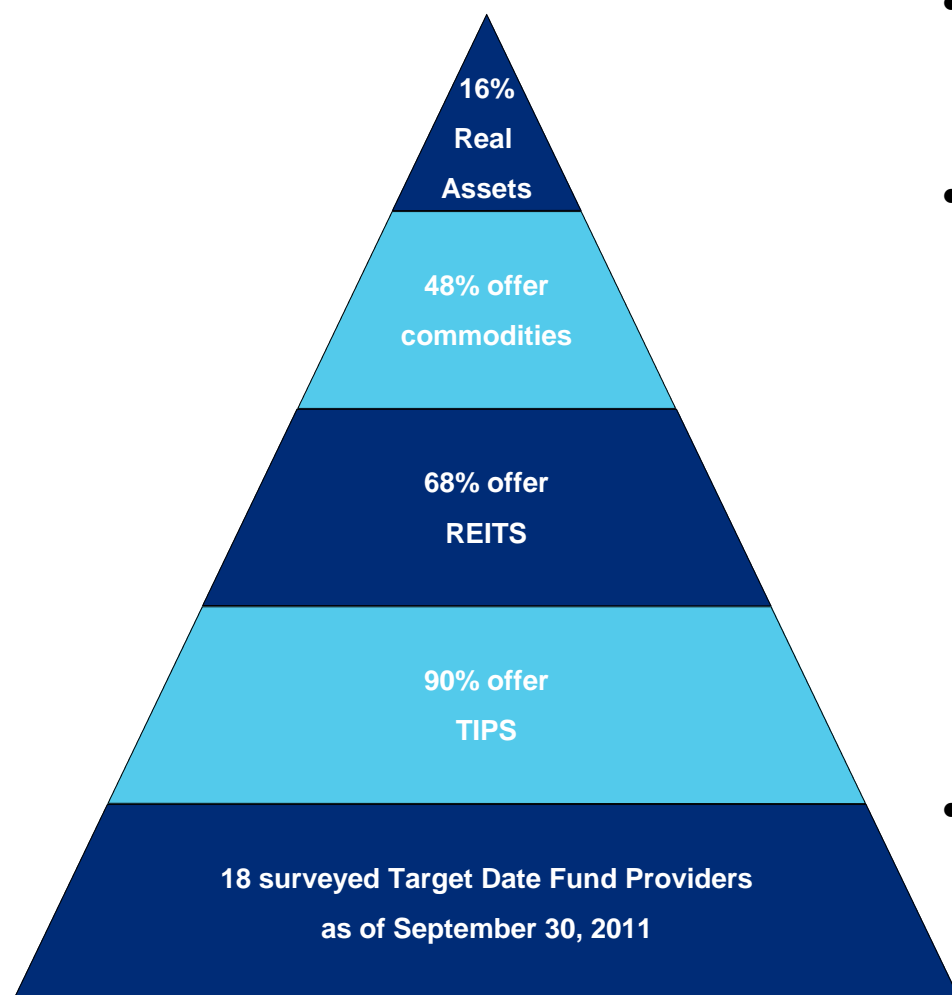 16%
Real
Assets
48% offer
commodities
68% offer
REITS
90% offer
TIPS
18 surveyed Target Date Fund Providers
as of September 30, 2011